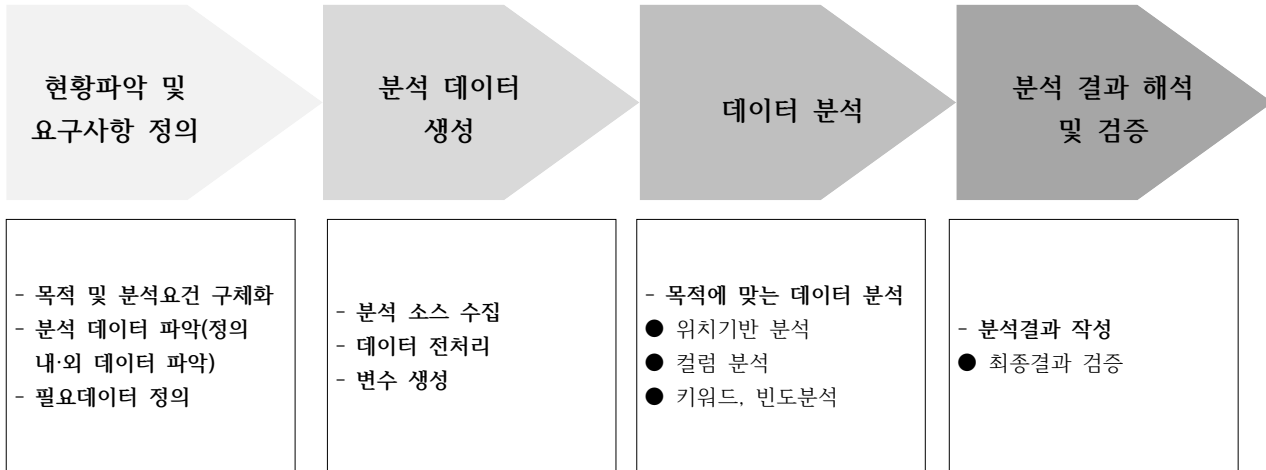 현황파악 및
요구사항 정의
분석 데이터
생성
데이터 분석
분석 결과 해석
및 검증
- 목적 및 분석요건 구체화
- 분석 데이터 파악(정의
내·외 데이터 파악)
- 필요데이터 정의
- 분석 소스 수집
- 데이터 전처리
- 변수 생성
- 목적에 맞는 데이터 분석
● 위치기반 분석
● 컬럼 분석
● 키워드, 빈도분석
- 분석결과 작성
● 최종결과 검증